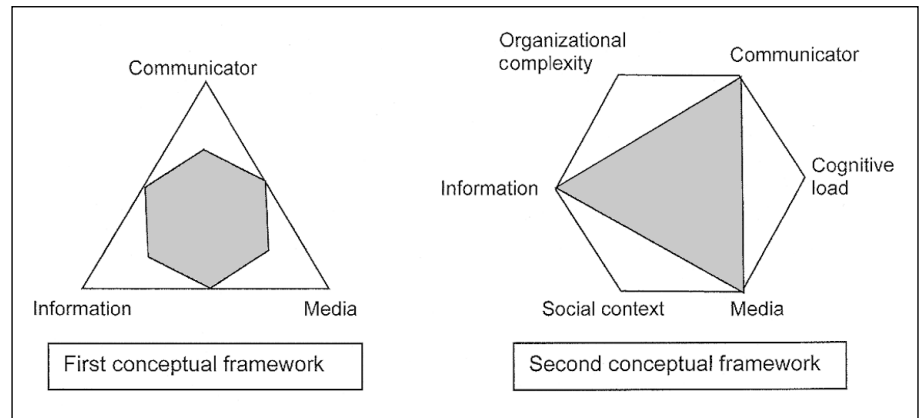 Communicator
Information
Media
First conceptual framework
Organizational
complexity
Communicator
Information
Cognitive
load
Social context
Media
Second conceptual framework